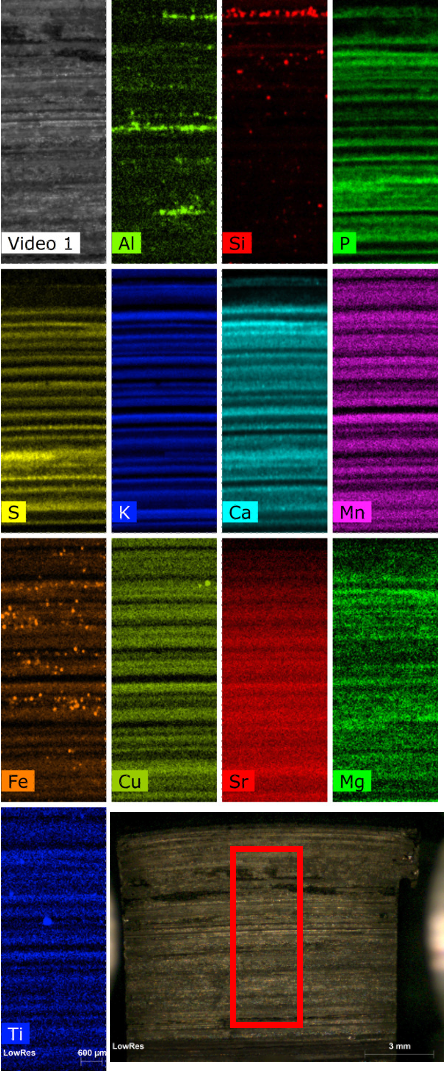 Video 1
Al
Si
P
S
K
Ca
Mn
Fe
Cu
Sr
Mg
Ti
LowRes
600 µm
LowRes
3 mm